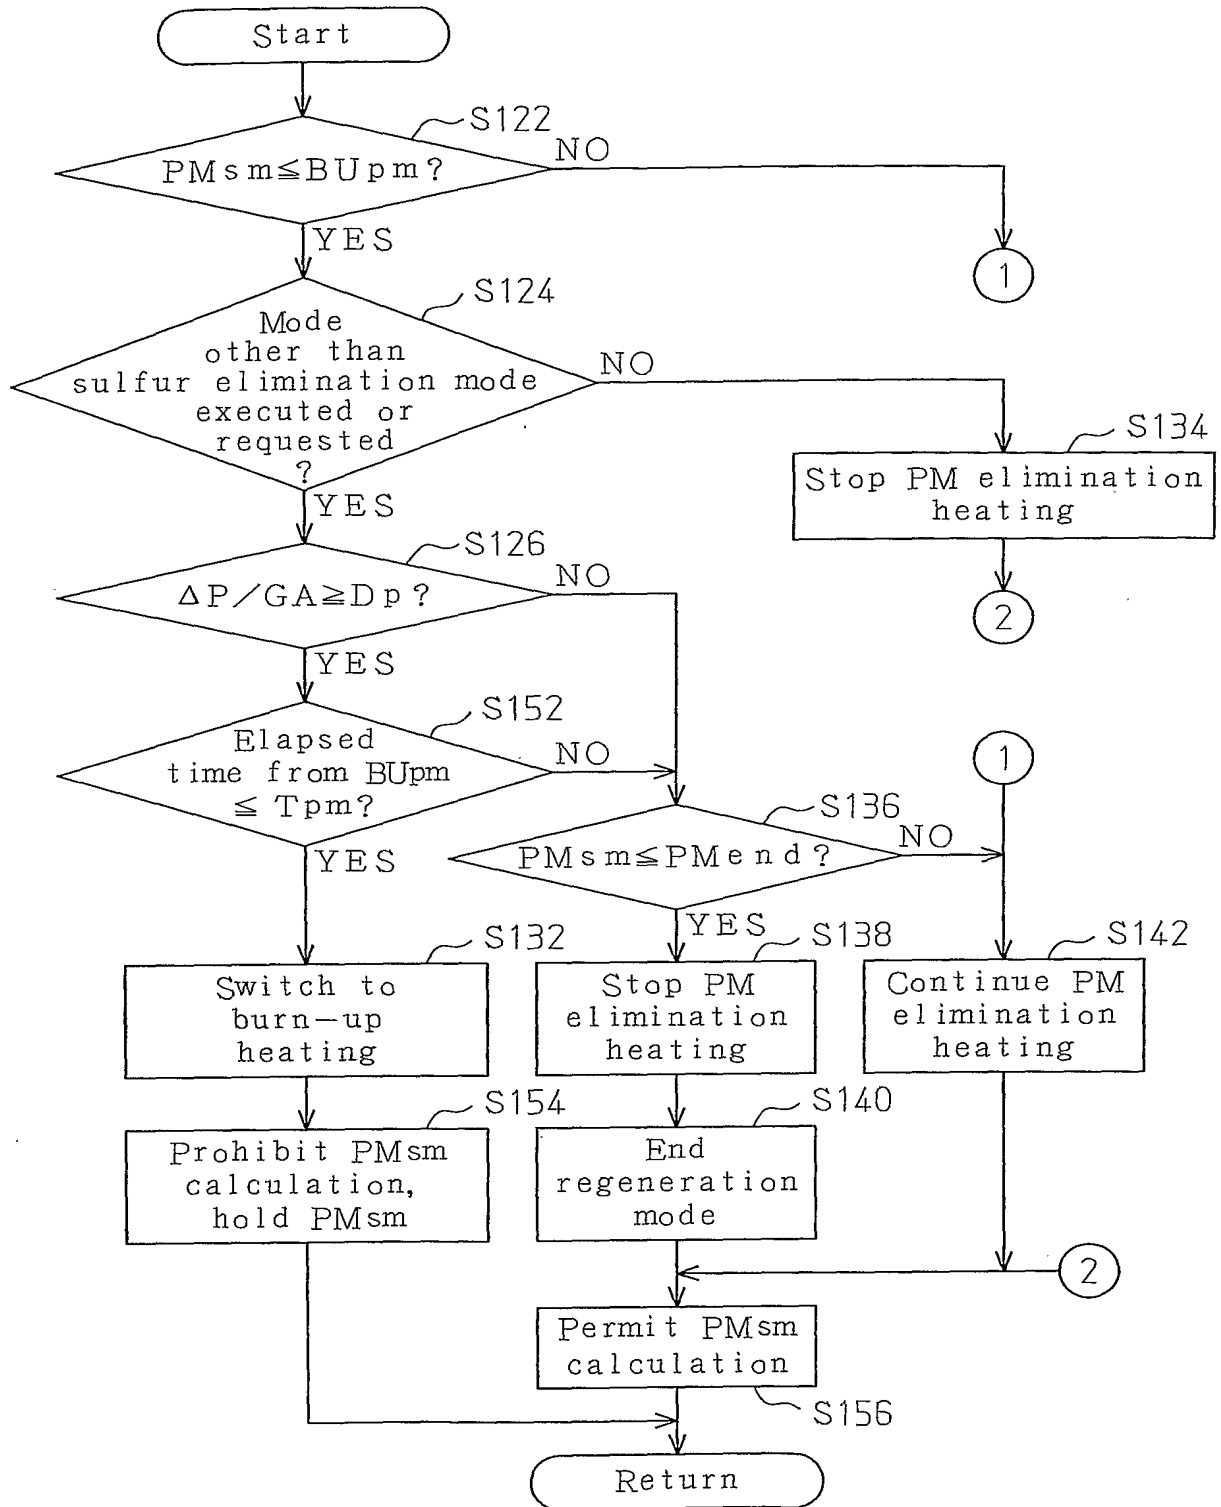 Start
S122
PMsm≦BUpm?
NO
YES
1
S124
Mode
other than
sulfur elimination mode
executed or
requested
?
NO
YES
S134
Stop PM elimination
heating
2
S126
ΔP/GA≧Dp?
NO
YES
S152
Elapsed
time from BUpm
≦ Tpm?
NO
YES
1
S136
PMsm≦PMend?
NO
YES
S132
Switch to
burn-up
heating
S138
Stop PM
elimination
heating
S142
Continue PM
elimination
heating
S154
Prohibit PMsm
calculation,
hold PMsm
S140
End
regeneration
mode
2
Permit PMsm
calculation
S156
Return